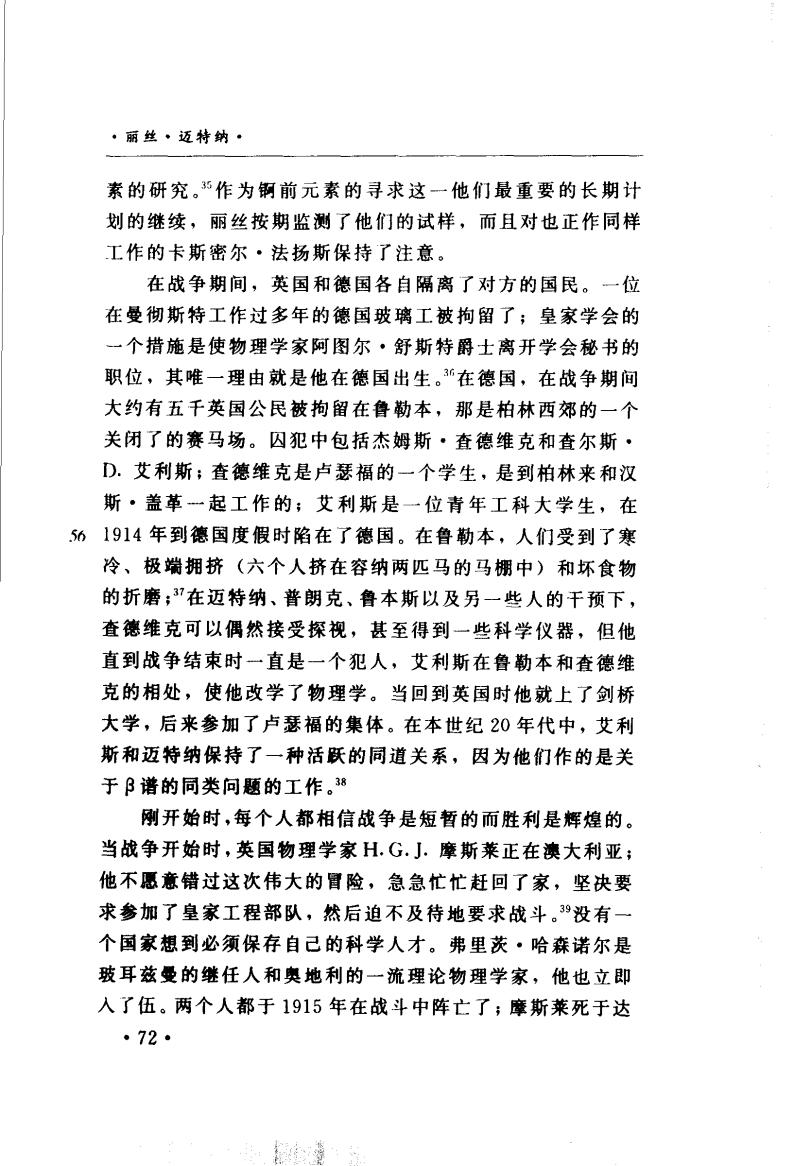 ·丽丝·迈特纳·
素的研究。³⁵作为锕前元素的寻求这一他们最重要的长期计
划的继续，丽丝按期监测了他们的试样，而且对也正作同样
工作的卡斯密尔·法扬斯保持了注意。
在战争期间，英国和德国各自隔离了对方的国民。一位
在曼彻斯特工作过多年的德国玻璃工被拘留了；皇家学会的
一个措施是使物理学家阿图尔·舒斯特爵士离开学会秘书的
职位，其唯一理由就是他在德国出生。³⁶在德国，在战争期间
大约有五千英国公民被拘留在鲁勒本，那是柏林西郊的一个
关闭了的赛马场。囚犯中包括杰姆斯·查德维克和查尔斯·
D. 艾利斯；查德维克是卢瑟福的一个学生，是到柏林来和汉
斯·盖革一起工作的；艾利斯是一位青年工科大学生，在
56 1914 年到德国度假时陷在了德国。在鲁勒本，人们受到了寒
冷、极端拥挤（六个人挤在容纳两匹马的马棚中）和坏食物
的折磨；³⁷在迈特纳、普朗克、鲁本斯以及另一些人的干预下，
查德维克可以偶然接受探视，甚至得到一些科学仪器，但他
直到战争结束时一直是一个犯人，艾利斯在鲁勒本和查德维
克的相处，使他改学了物理学。当回到英国时他就上了剑桥
大学，后来参加了卢瑟福的集体。在本世纪 20 年代中，艾利
斯和迈特纳保持了一种活跃的同道关系，因为他们作的是关
于 β 谱的同类问题的工作。³⁸
刚开始时，每个人都相信战争是短暂的而胜利是辉煌的。
当战争开始时，英国物理学家 H. G. J. 摩斯莱正在澳大利亚；
他不愿意错过这次伟大的冒险，急急忙忙赶回了家，坚决要
求参加了皇家工程部队，然后迫不及待地要求战斗。³⁹没有一
个国家想到必须保存自己的科学人才。弗里茨·哈森诺尔是
玻耳兹曼的继任人和奥地利的一流理论物理学家，他也立即
入了伍。两个人都于 1915 年在战斗中阵亡了；摩斯莱死于达
·72·